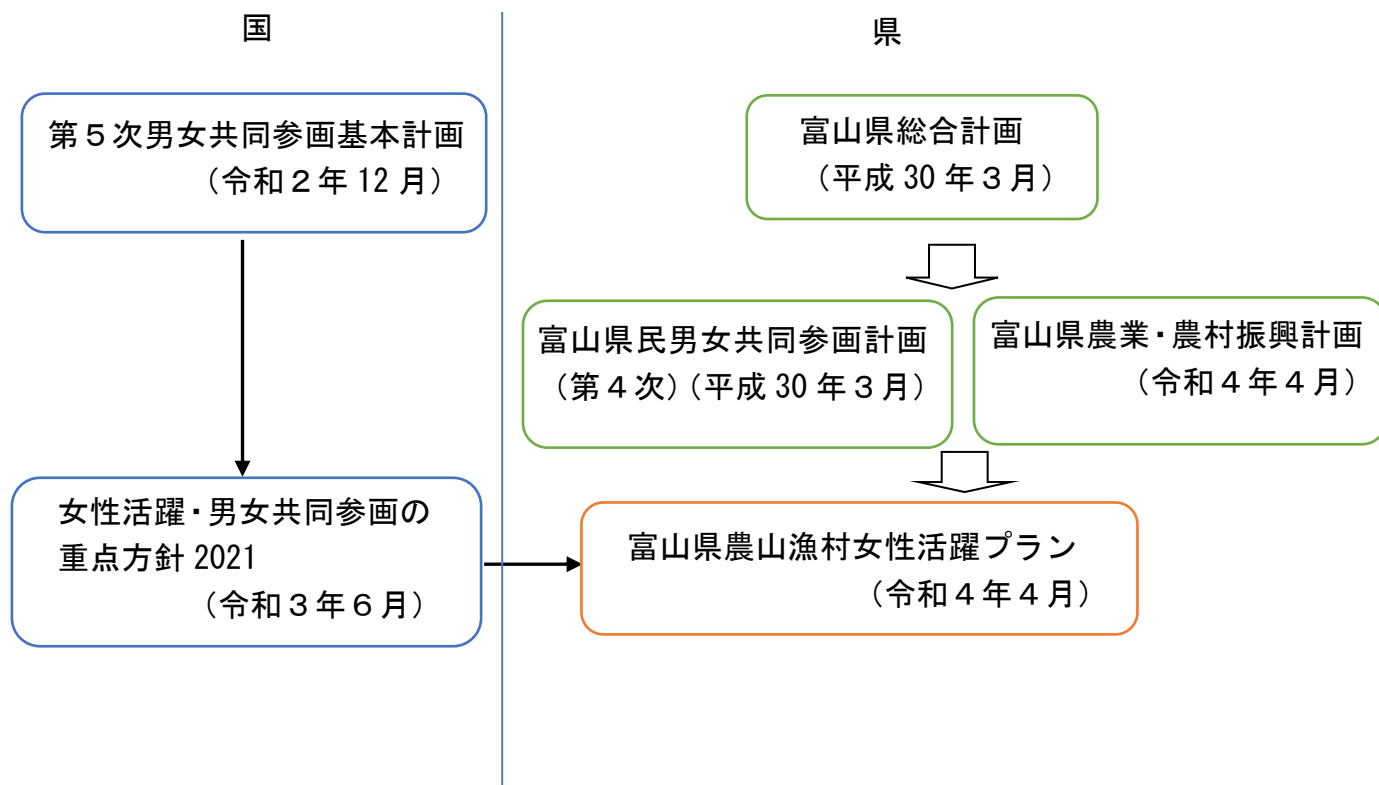 国
県
第５次男女共同参画基本計画
（令和２年 12 月）
富山県総合計画
（平成 30 年３月）
富山県民男女共同参画計画
（第４次）（平成 30 年３月）
富山県農業・農村振興計画
（令和４年４月）
女性活躍・男女共同参画の
重点方針 2021
（令和３年６月）
富山県農山漁村女性活躍プラン
（令和４年４月）